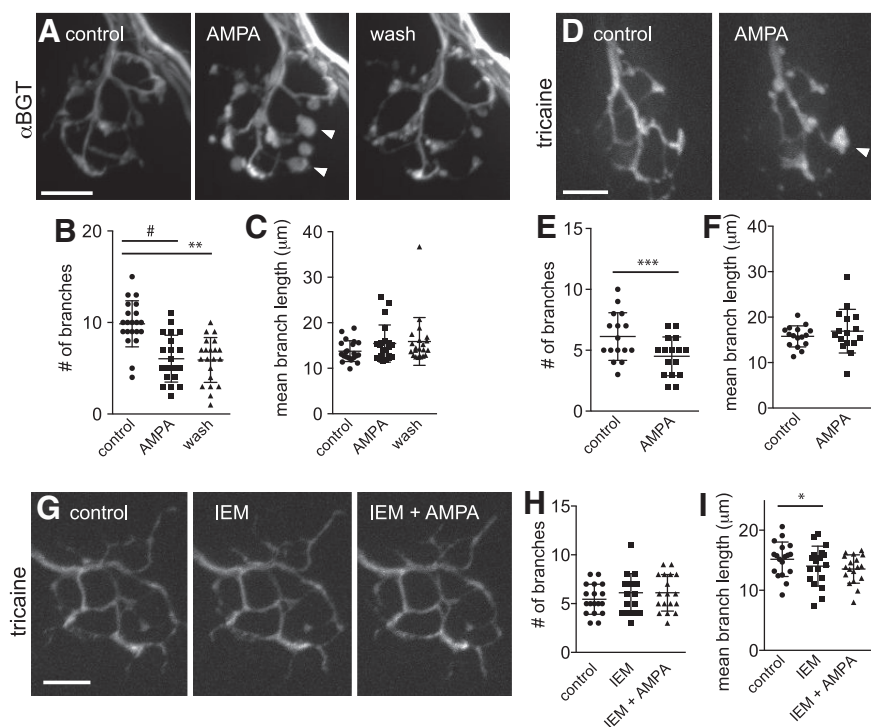 A control AMPA wash
αBGT
D control AMPA
tricaine
B
# of branches
20
10
0
#
**
control AMPA wash
C
mean branch length (μm)
40
30
20
10
0
control AMPA wash
E
# of branches
15
10
5
0
***
control AMPA
F
mean branch length (μm)
40
30
20
10
0
control AMPA
G control IEM IEM + AMPA
tricaine
H
# of branches
15
10
5
0
control IEM IEM + AMPA
I
mean branch length (μm)
20
10
0
*
control IEM IEM + AMPA